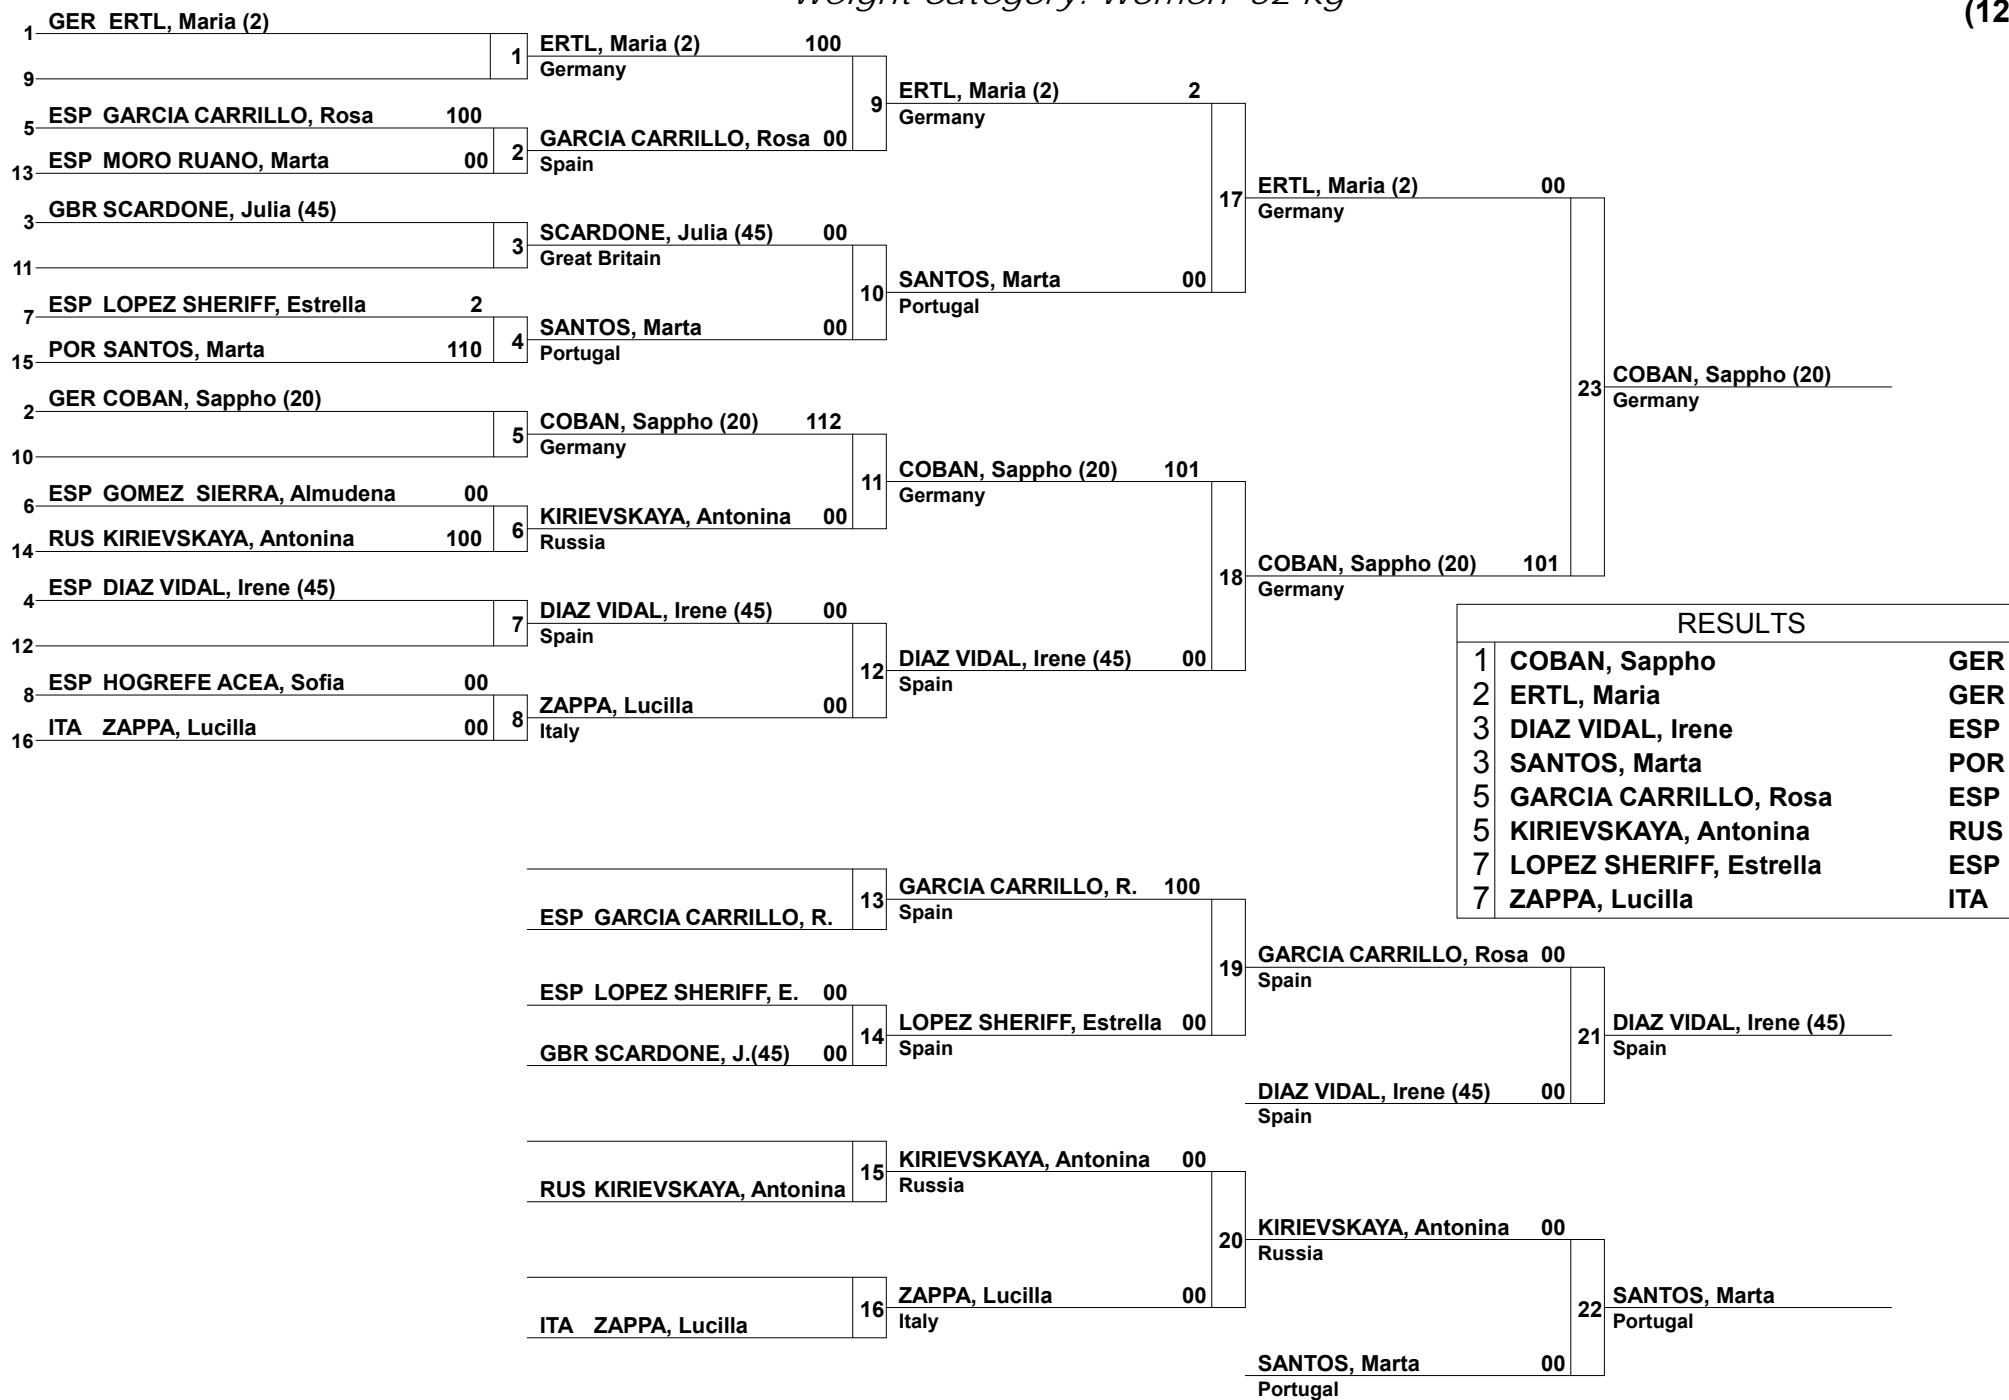 Weight Category: Women -52 kg
(12
1 GER ERTL, Maria (2)
9
1
ERTL, Maria (2) 100
Germany
5 ESP GARCIA CARRILLO, Rosa 100
13 ESP MORO RUANO, Marta 00
2
GARCIA CARRILLO, Rosa 00
Spain
9
ERTL, Maria (2) 2
Germany
3 GBR SCARDONE, Julia (45)
11
3
SCARDONE, Julia (45) 00
Great Britain
7 ESP LOPEZ SHERIFF, Estrella 2
15 POR SANTOS, Marta 110
4
SANTOS, Marta 00
Portugal
10
SANTOS, Marta 00
Portugal
17
ERTL, Maria (2) 00
Germany
2 GER COBAN, Sappho (20)
10
5
COBAN, Sappho (20) 112
Germany
6 ESP GOMEZ SIERRA, Almudena 00
14 RUS KIRIEVSKAYA, Antonina 100
6
KIRIEVSKAYA, Antonina 00
Russia
11
COBAN, Sappho (20) 101
Germany
4 ESP DIAZ VIDAL, Irene (45)
12
7
DIAZ VIDAL, Irene (45) 00
Spain
8 ESP HOGREFE ACEA, Sofia 00
16 ITA ZAPPA, Lucilla 00
8
ZAPPA, Lucilla 00
Italy
12
DIAZ VIDAL, Irene (45) 00
Spain
18
COBAN, Sappho (20) 101
Germany
23
COBAN, Sappho (20)
Germany
RESULTS
1 COBAN, Sappho GER
2 ERTL, Maria GER
3 DIAZ VIDAL, Irene ESP
3 SANTOS, Marta POR
5 GARCIA CARRILLO, Rosa ESP
5 KIRIEVSKAYA, Antonina RUS
7 LOPEZ SHERIFF, Estrella ESP
7 ZAPPA, Lucilla ITA
ESP GARCIA CARRILLO, R.
13
GARCIA CARRILLO, R. 100
Spain
ESP LOPEZ SHERIFF, E. 00
GBR SCARDONE, J.(45) 00
14
LOPEZ SHERIFF, Estrella 00
Spain
19
GARCIA CARRILLO, Rosa 00
Spain
DIAZ VIDAL, Irene (45) 00
Spain
21
DIAZ VIDAL, Irene (45)
Spain
RUS KIRIEVSKAYA, Antonina
15
KIRIEVSKAYA, Antonina 00
Russia
ITA ZAPPA, Lucilla
16
ZAPPA, Lucilla 00
Italy
20
KIRIEVSKAYA, Antonina 00
Russia
SANTOS, Marta 00
Portugal
22
SANTOS, Marta
Portugal